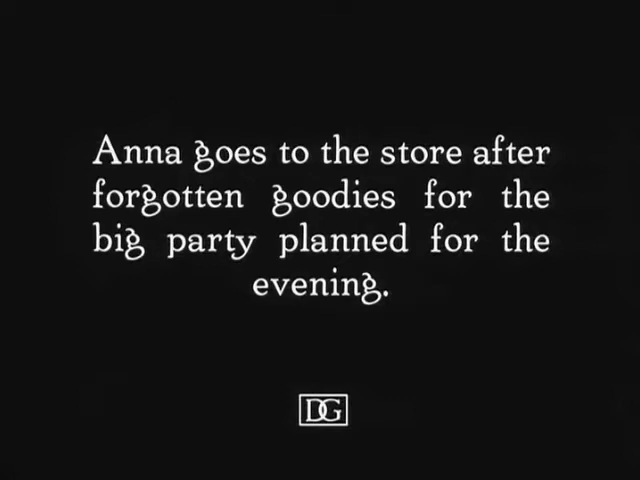 Anna goes to the store after
forgotten goodies for the
big party planned for the
evening.
DG